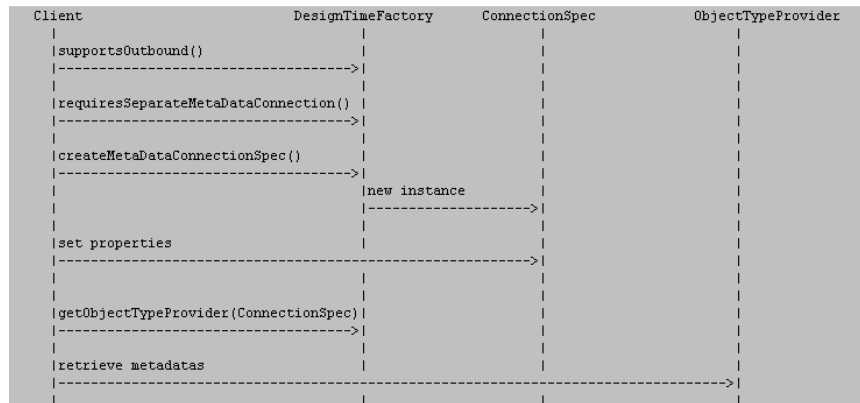 Client DesignTimeFactory ConnectionSpec ObjectTypeProvider
supportsOutbound()
requiresSeparateMetaDataConnection()
createMetaDataConnectionSpec()
new instance
set properties
getObjectTypeProvider(ConnectionSpec)
retrieve metadatas